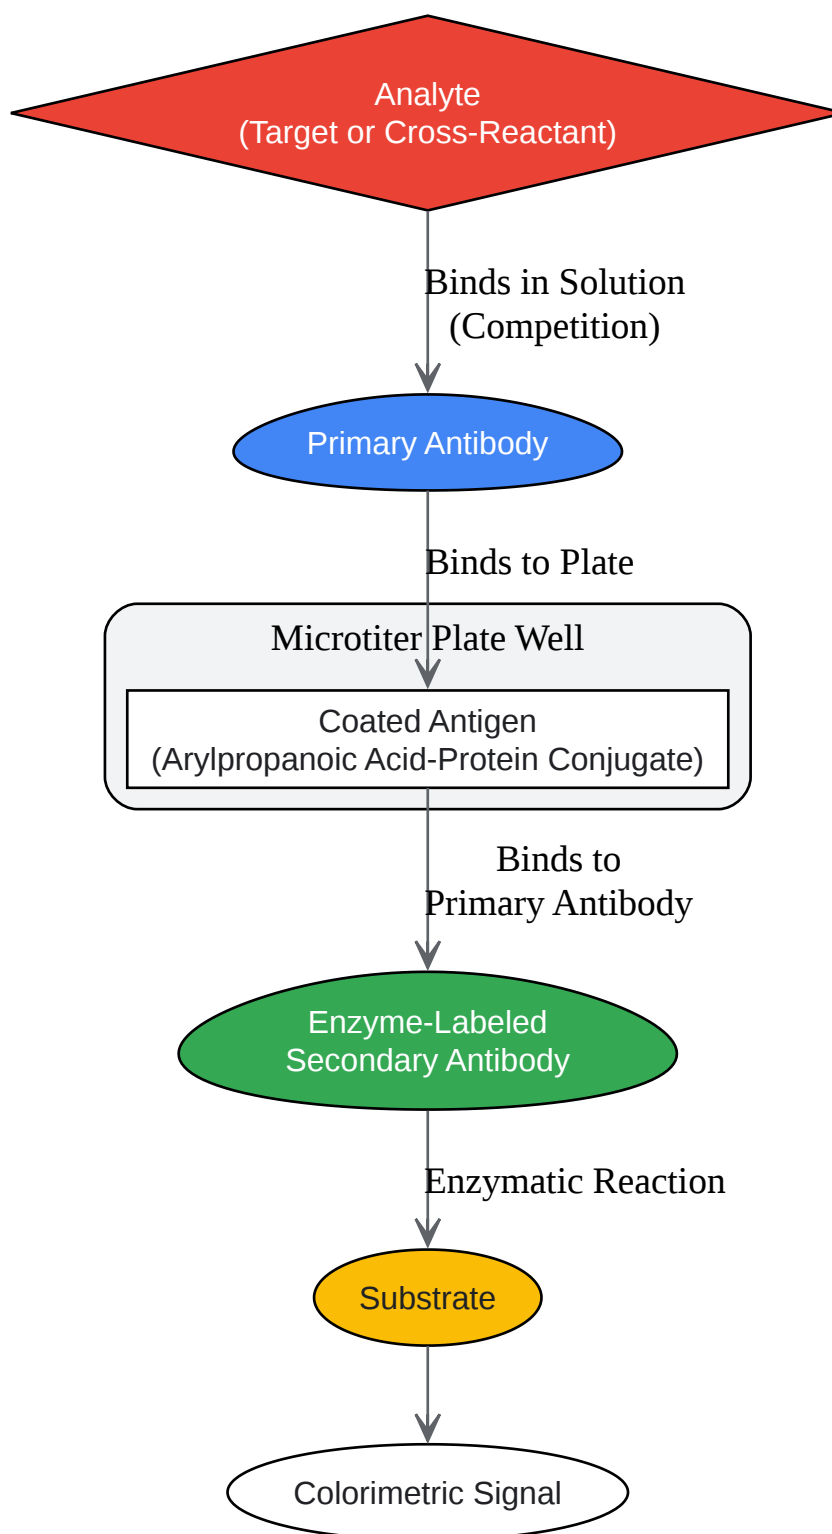 Analyte
(Target or Cross-Reactant)
Binds in Solution
(Competition)
Primary Antibody
Binds to Plate
Microtiter Plate Well
Coated Antigen
(Arylpropanoic Acid-Protein Conjugate)
Binds to
Primary Antibody
Enzyme-Labeled
Secondary Antibody
Enzymatic Reaction
Substrate
Colorimetric Signal